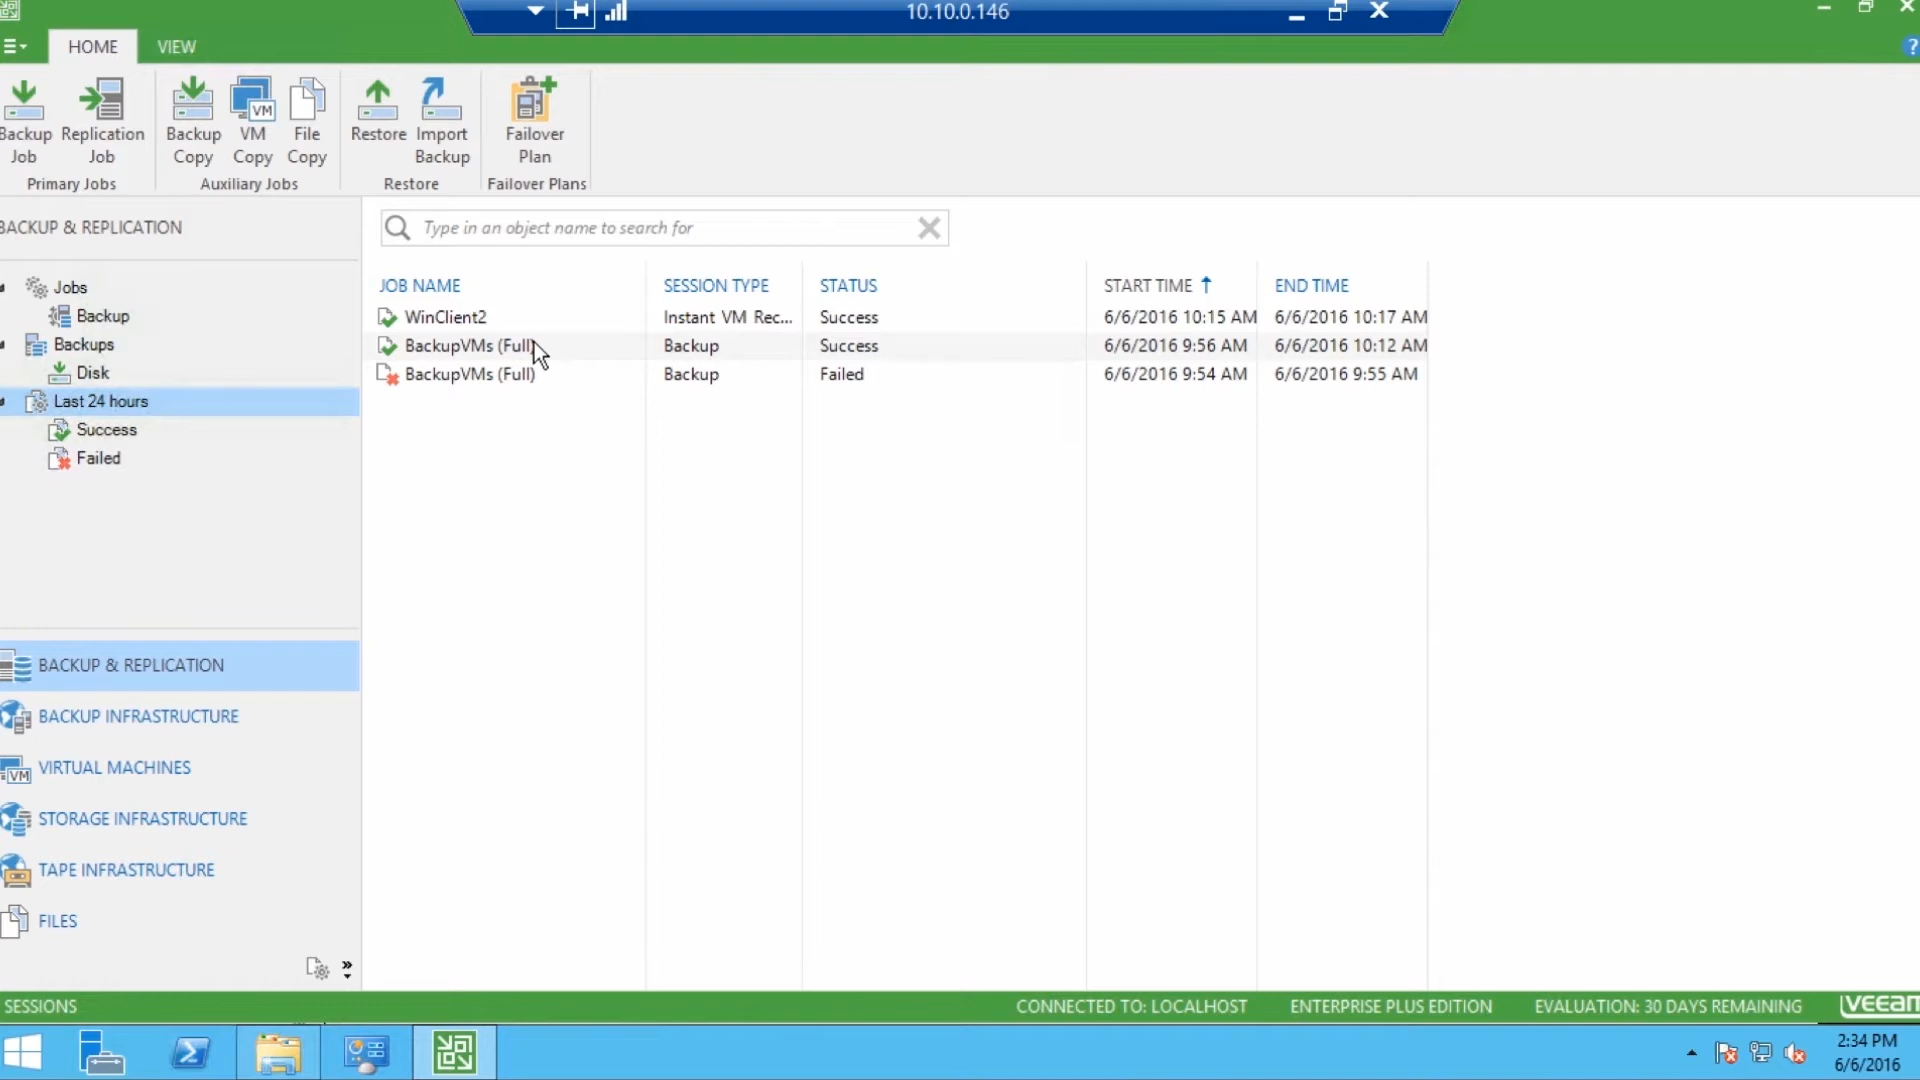 10.10.0.146
HOME VIEW
Backup Job
Replication Job
Primary Jobs
Backup Copy
VM Copy
File Copy
Auxiliary Jobs
Restore
Import Backup
Restore
Failover Plan
Failover Plans
BACKUP & REPLICATION
Type in an object name to search for
Jobs
Backup
Backups
Disk
Last 24 hours
Success
Failed
JOB NAME SESSION TYPE STATUS START TIME END TIME
WinClient2 Instant VM Rec... Success 6/6/2016 10:15 AM 6/6/2016 10:17 AM
BackupVMs (Full) Backup Success 6/6/2016 9:56 AM 6/6/2016 10:12 AM
BackupVMs (Full) Backup Failed 6/6/2016 9:54 AM 6/6/2016 9:55 AM
BACKUP & REPLICATION
BACKUP INFRASTRUCTURE
VIRTUAL MACHINES
STORAGE INFRASTRUCTURE
TAPE INFRASTRUCTURE
FILES
SESSIONS CONNECTED TO: LOCALHOST ENTERPRISE PLUS EDITION EVALUATION: 30 DAYS REMAINING VEEAM
2:34 PM
6/6/2016